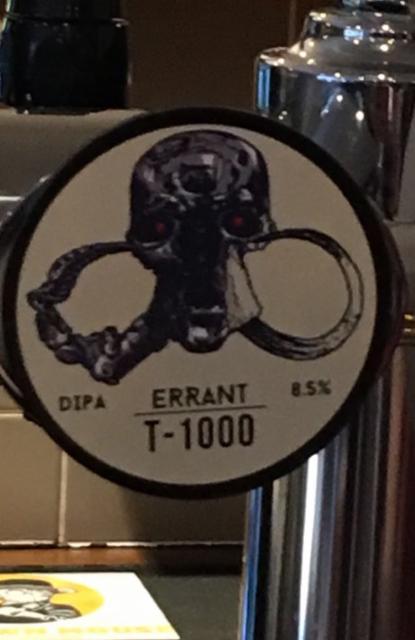 DIPA
ERRANT
8.5%
T-1000